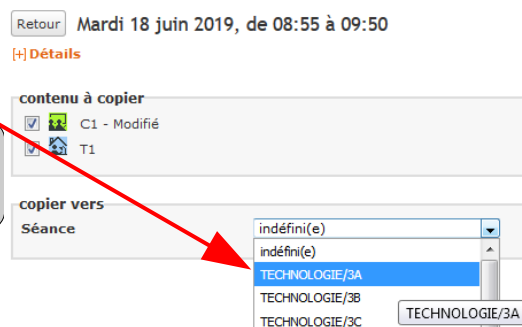 Retour Mardi 18 juin 2019, de 08:55 à 09:50
[+] Détails
contenu à copier
C1 - Modifié
T1
copier vers
Séance indéfini(e)
indéfini(e)
TECHNOLOGIE/3A
TECHNOLOGIE/3B
TECHNOLOGIE/3C
TECHNOLOGIE/3A